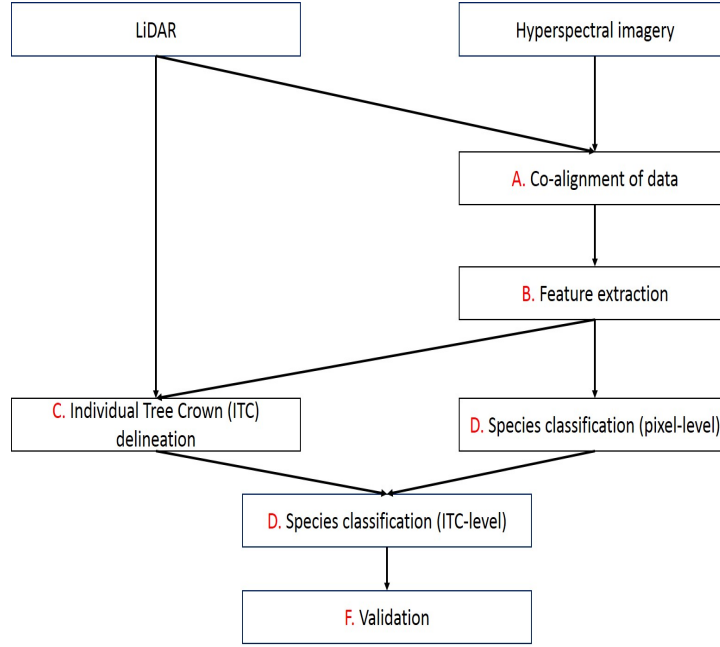 LiDAR
Hyperspectral imagery
A. Co-alignment of data
B. Feature extraction
C. Individual Tree Crown (ITC)
delineation
D. Species classification (pixel-level)
D. Species classification (ITC-level)
F. Validation